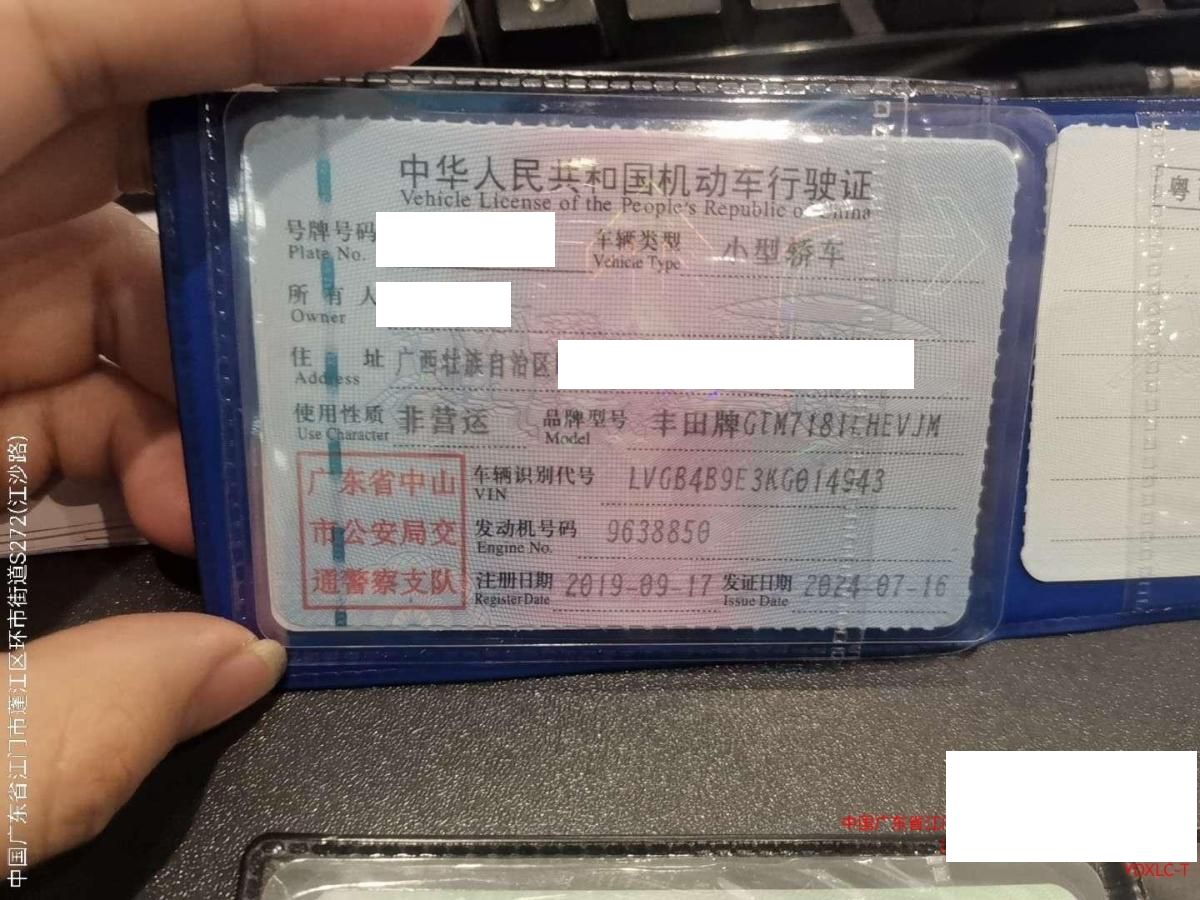 中华人民共和国机动车行驶证
Vehicle License of the People's Republic of China
号牌号码
Plate No.
车辆类型 小型轿车
Vehicle Type
所有人
Owner
住址 广西壮族自治区
Address
使用性质 非营运 品牌型号 丰田牌GTM7181CHEVJM
Use Character Model
广东省中山
市公安局交
通警察支队
车辆识别代号 LVGB4B9E3KG014943
VIN
发动机号码 9638850
Engine No.
注册日期 2019-09-17 发证日期 2024-07-16
Register Date Issue Date
粤
中国广东省江门市蓬江区环市街道S272(江沙路)
中国广东省江
YDXLC-T